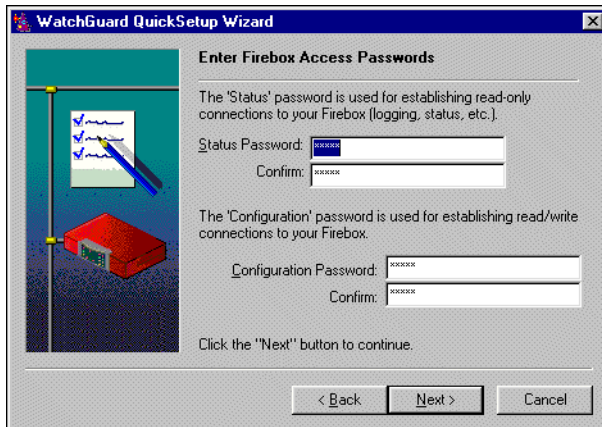 WatchGuard QuickSetup Wizard
Enter Firebox Access Passwords
The 'Status' password is used for establishing read-only
connections to your Firebox (logging, status, etc.).
Status Password: *****
Confirm: *****
The 'Configuration' password is used for establishing read/write
connections to your Firebox.
Configuration Password: *****
Confirm: *****
Click the "Next" button to continue.
< Back Next > Cancel